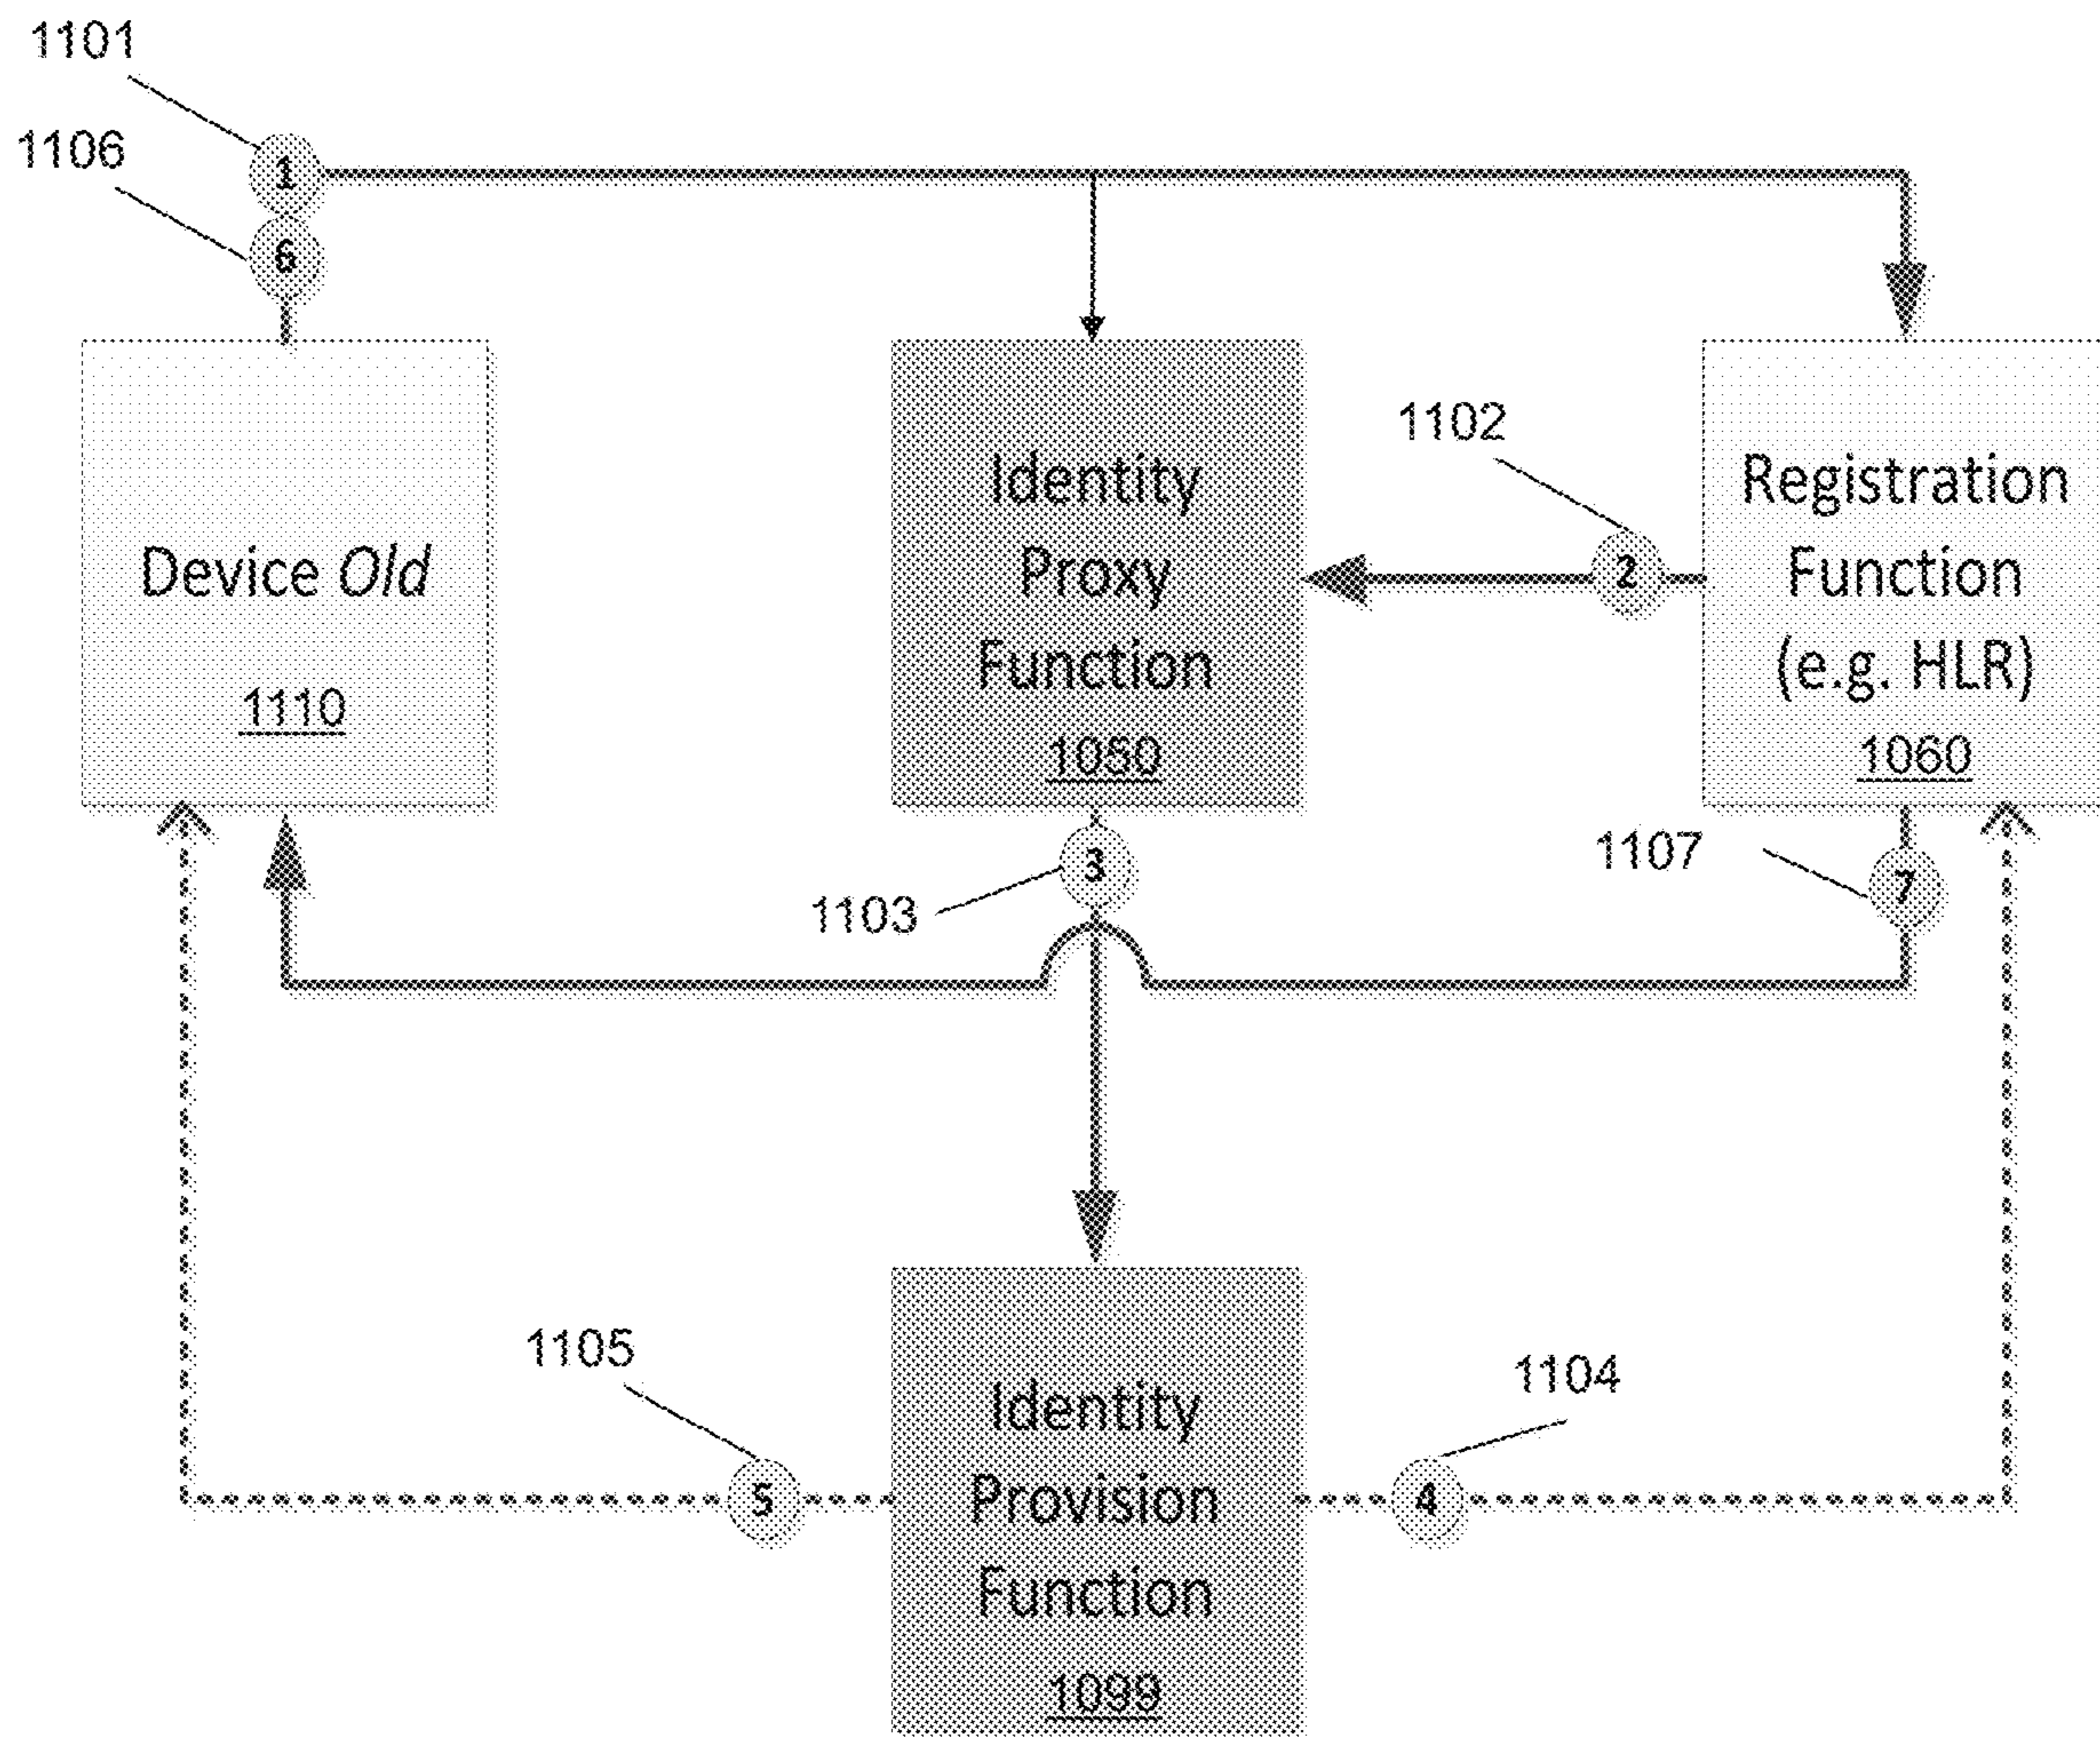 1101
1106
1
6
1102
2
Device Old
1110
Identity
Proxy
Function
1050
Registration
Function
(e.g. HLR)
1060
3
1103
1107
7
1105
5
1104
4
Identity
Provision
Function
1099